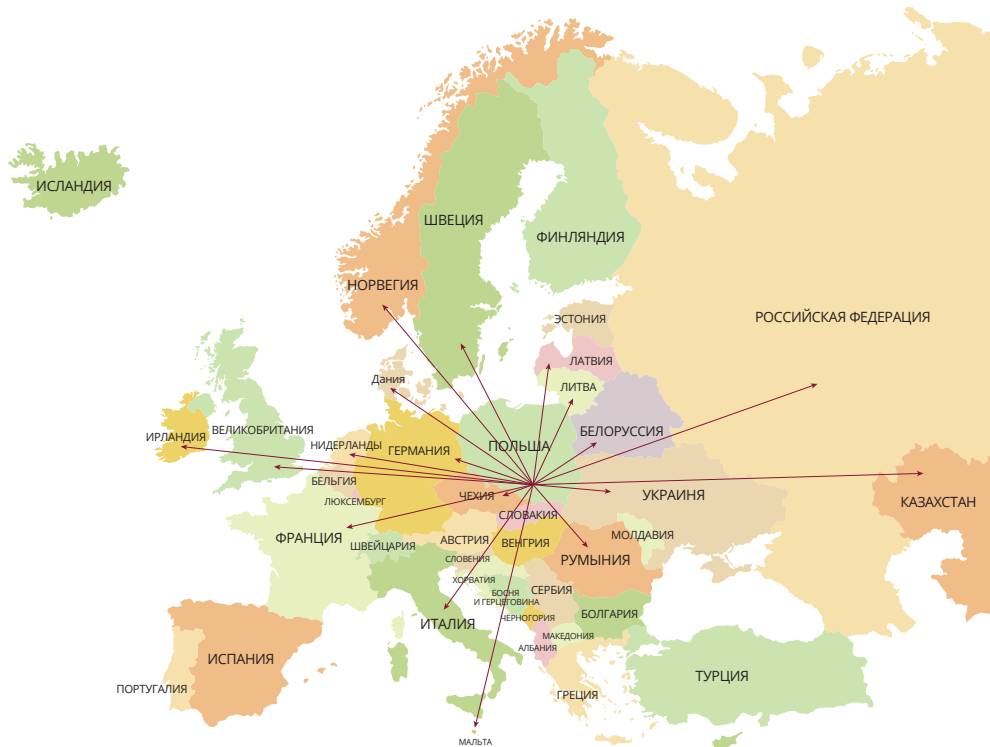 ИСЛАНДИЯ
ШВЕЦИЯ
ФИНЛЯНДИЯ
НОРВЕГИЯ
ЭСТОНИЯ
РОССИЙСКАЯ ФЕДЕРАЦИЯ
ЛАТВИЯ
Дания
ЛИТВА
ИРЛАНДИЯ
ВЕЛИКОБРИТАНИЯ
БЕЛОРУССИЯ
НИДЕРЛАНДЫ
ГЕРМАНИЯ
ПОЛЬША
БЕЛЬГИЯ
ЛЮКСЕМБУРГ
ЧЕХИЯ
УКРАИНА
КАЗАХСТАН
СЛОВАКИЯ
ФРАНЦИЯ
ШВЕЙЦАРИЯ
АВСТРИЯ
ВЕНГРИЯ
МОЛДАВИЯ
СЛОВЕНИЯ
РУМЫНИЯ
ХОРВАТИЯ
БОСНЯ
И ГЕРЦЕГОВИНА
СЕРБИЯ
ЧЕРНОГОРИЯ
БОЛГАРИЯ
ИТАЛИЯ
МАКЕДОНИЯ
АЛБАНИЯ
ИСПАНИЯ
ПОРТУГАЛИЯ
ГРЕЦИЯ
ТУРЦИЯ
МАЛЬТА